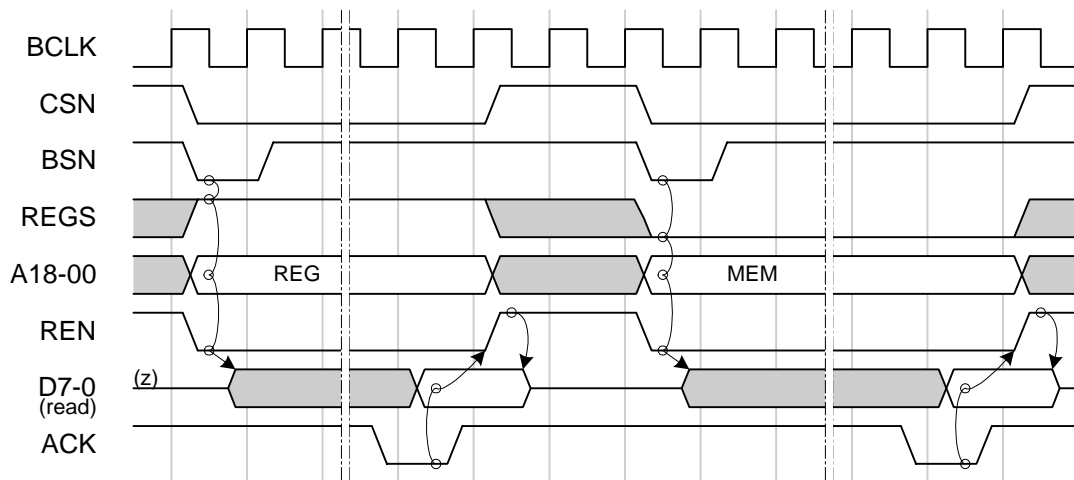 BCLK
CSN
BSN
REGS
A18-00
REG
MEM
REN
D7-0
(z)
(read)
ACK